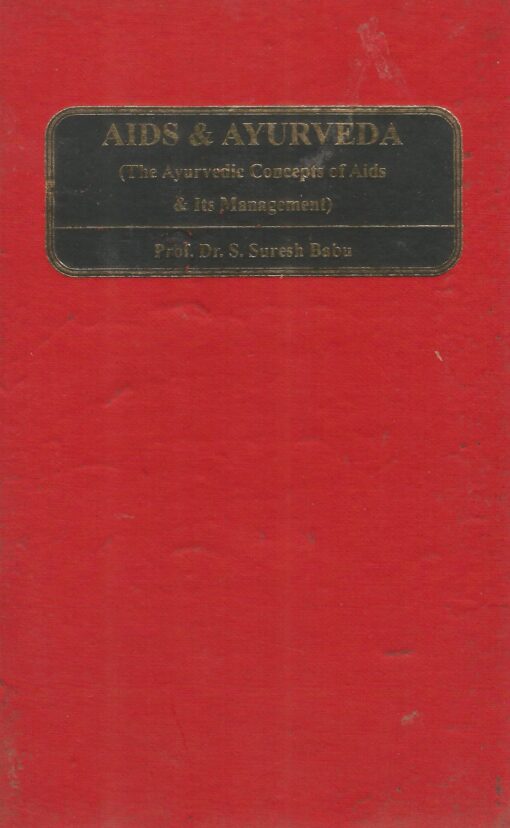 AIDS & AYURVEDA
(The Ayurvedic Concepts of Aids
& Its Management)
Prof. Dr. S. Suresh Babu